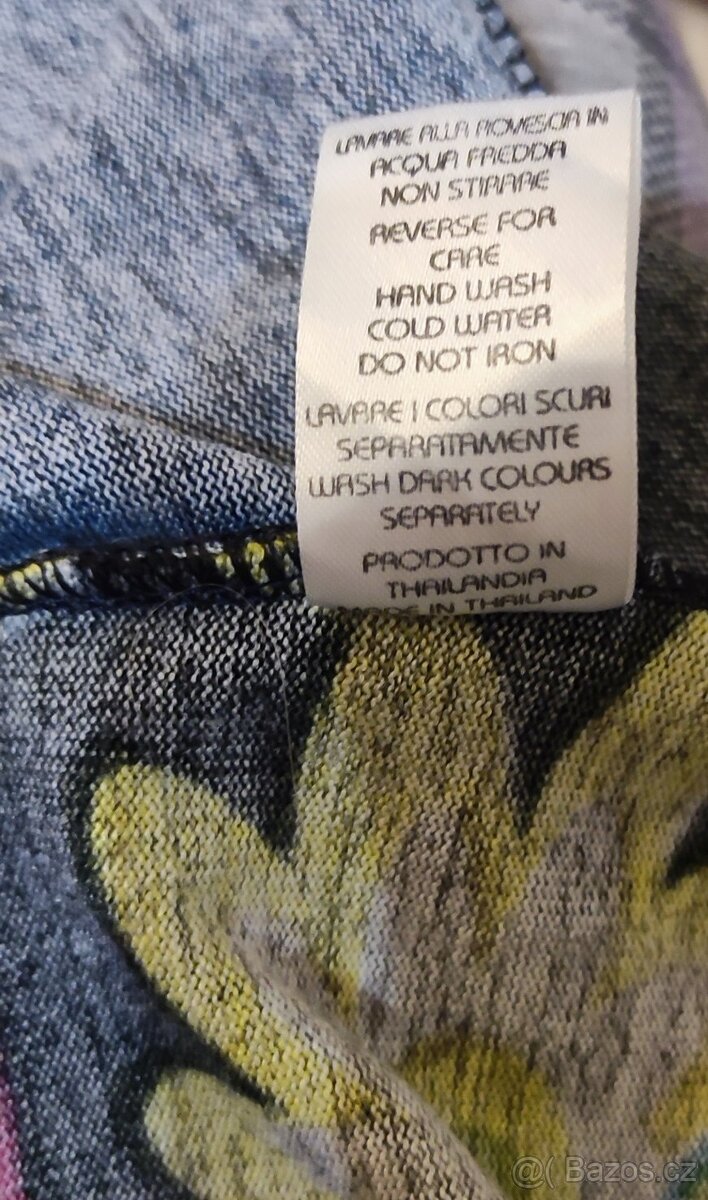 LAVARE ALLA ROVESCIA IN
ACQUA FREDDA
NON STIRARE
REVERSE FOR
CARE
HAND WASH
COLD WATER
DO NOT IRON
LAVARE I COLORI SCURI
SEPARATAMENTE
WASH DARK COLOURS
SEPARATELY
PRODOTTO IN
THAILANDIA
MADE IN THAILAND
@( Bazos.cz